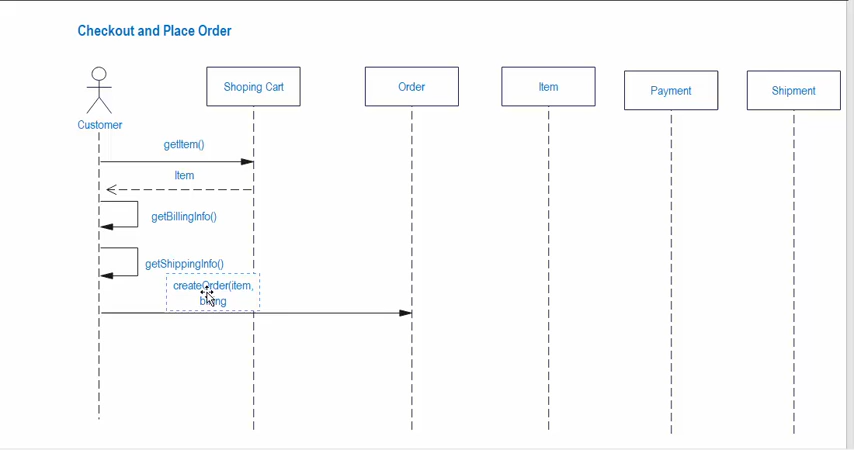 Checkout and Place Order
Shoping Cart
Order
Item
Payment
Shipment
Customer
getItem()
Item
getBillingInfo()
getShippingInfo()
createOrder(item,